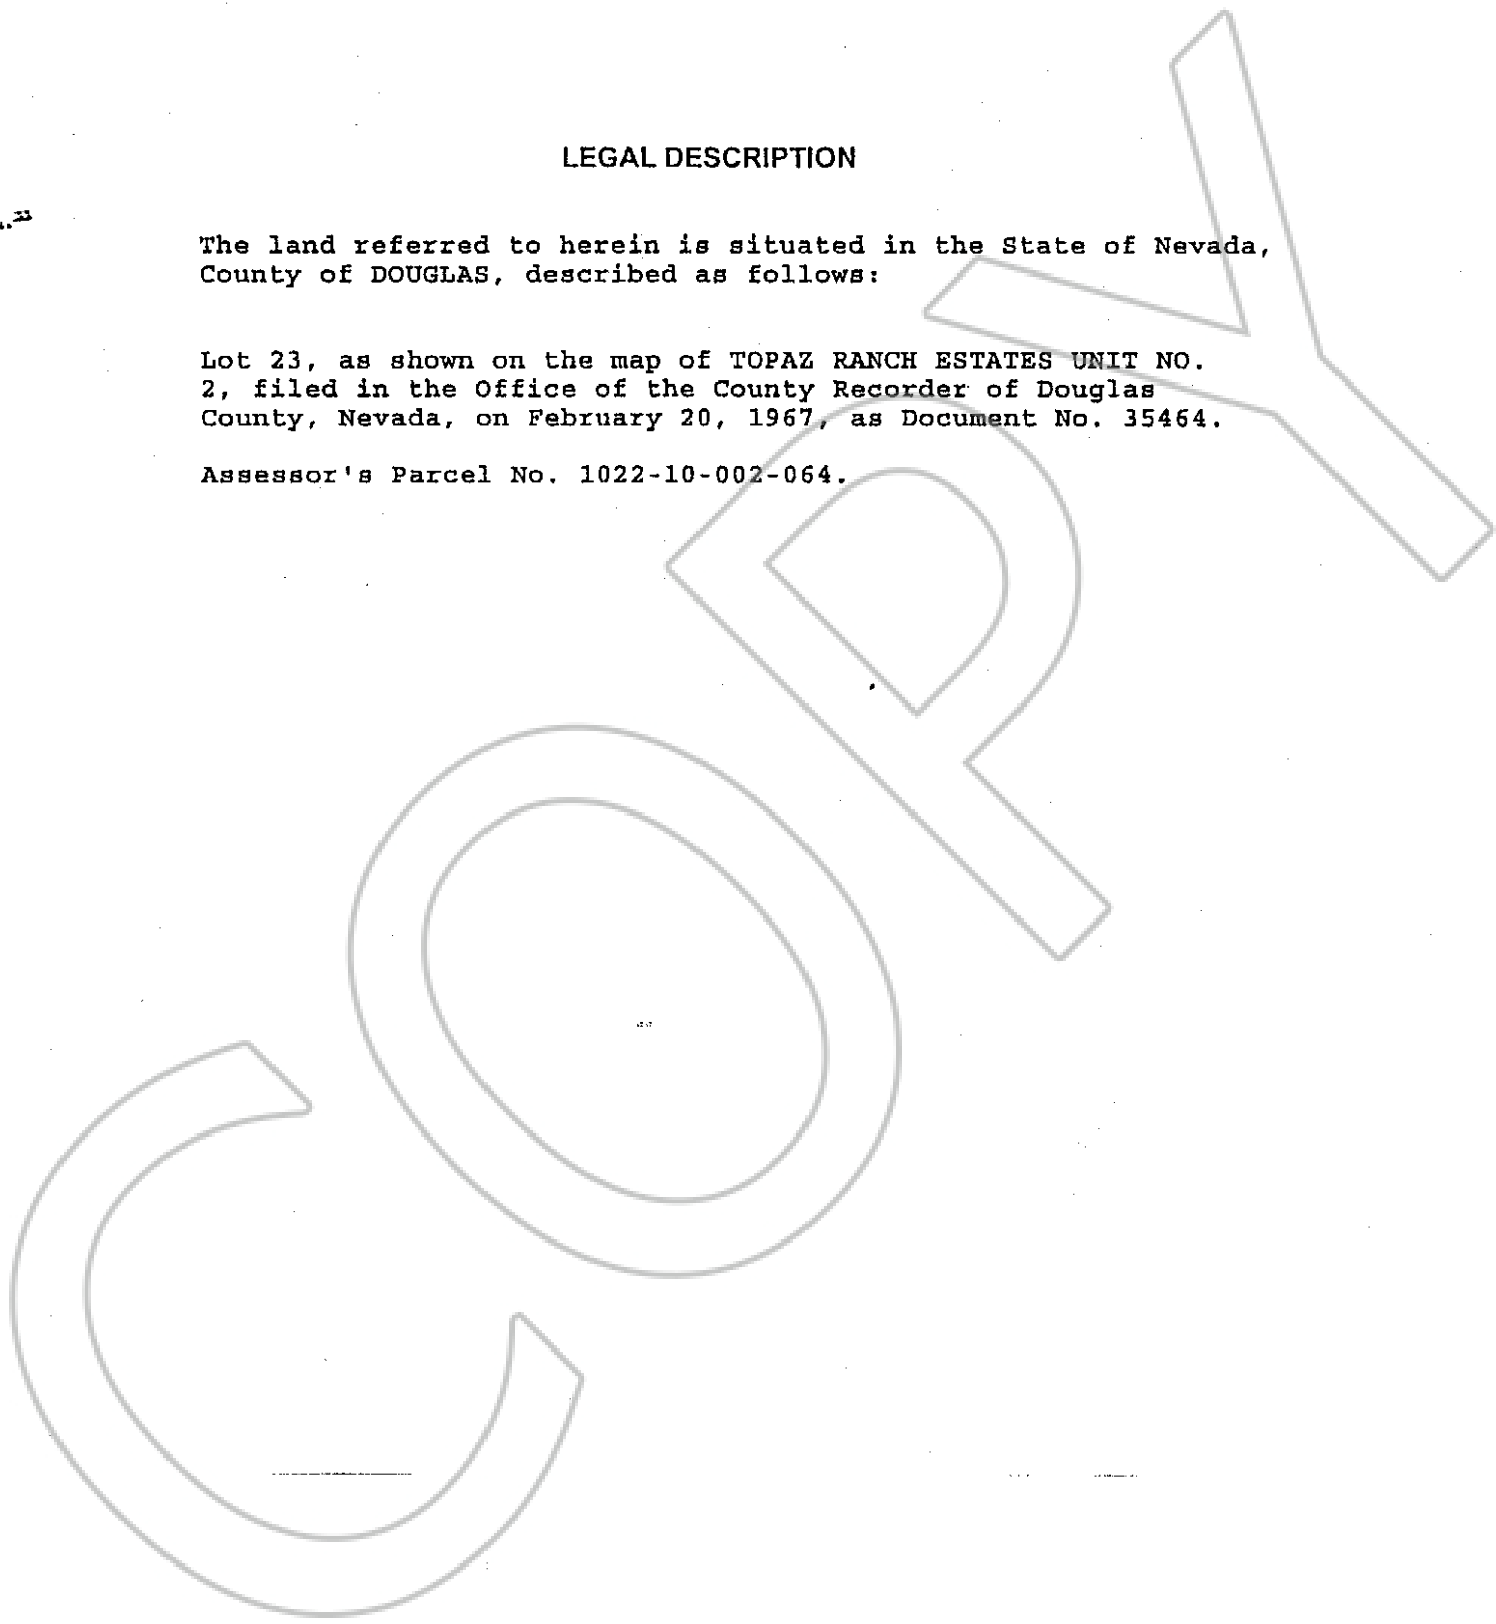 LEGAL DESCRIPTION
The land referred to herein is situated in the State of Nevada,
County of DOUGLAS, described as follows:
Lot 23, as shown on the map of TOPAZ RANCH ESTATES UNIT NO.
2, filed in the Office of the County Recorder of Douglas
County, Nevada, on February 20, 1967, as Document No. 35464.
Assessor's Parcel No. 1022-10-002-064.
COPY